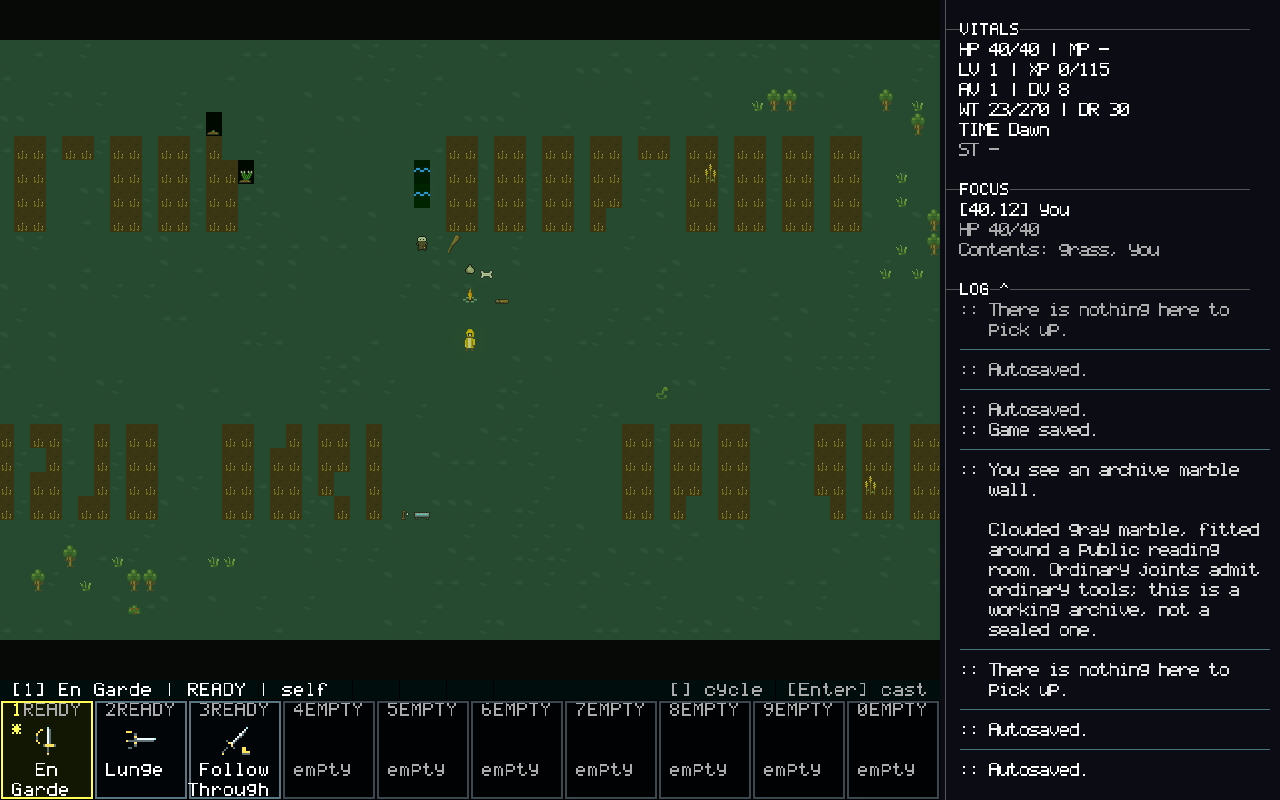 VITALS
HP 40/40 | MP -
LV 1 | XP 0/115
AV 1 | DV 8
WT 23/270 | DR 30
TIME Dawn
ST -
FOCUS
[40,12] You
HP 40/40
Contents: grass, You
LOG ^
:: There is nothing here to
Pick up.
:: Autosaved.
:: Autosaved.
:: Game saved.
:: You see an archive marble
wall.
Clouded gray marble, fitted
around a Public reading
room. Ordinary joints admit
ordinary tools; this is a
working archive, not a
sealed one.
:: There is nothing here to
Pick up.
:: Autosaved.
:: Autosaved.
[1] En Garde | READY | self
[] cycle [Enter] cast
1READY 2READY 3READY 4EMPTY 5EMPTY 6EMPTY 7EMPTY 8EMPTY 9EMPTY 0EMPTY
* En Garde
Lunge
Follow Through
empty empty empty empty empty empty empty